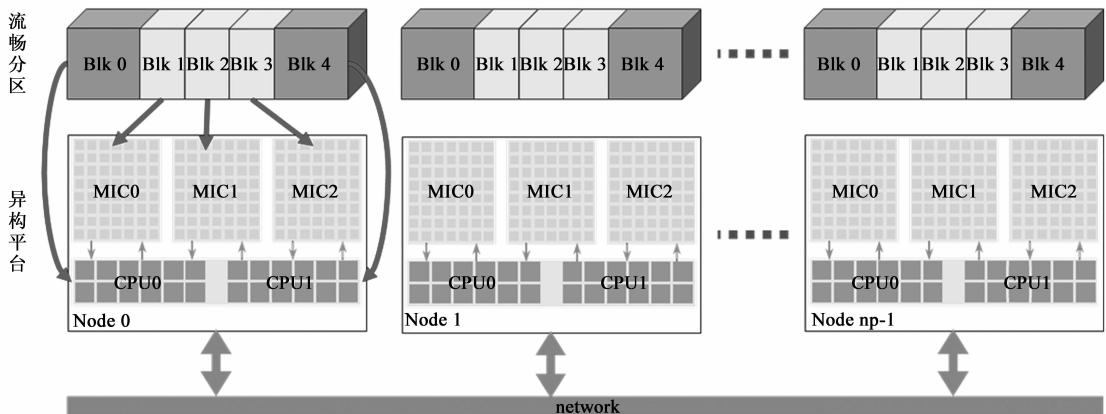 流畅分区
Blk 0 Blk 1 Blk 2 Blk 3 Blk 4
Blk 0 Blk 1 Blk 2 Blk 3 Blk 4
Blk 0 Blk 1 Blk 2 Blk 3 Blk 4
异构平台
MIC0 MIC1 MIC2
CPU0 CPU1
Node 0
MIC0 MIC1 MIC2
CPU0 CPU1
Node 1
MIC0 MIC1 MIC2
CPU0 CPU1
Node np-1
network